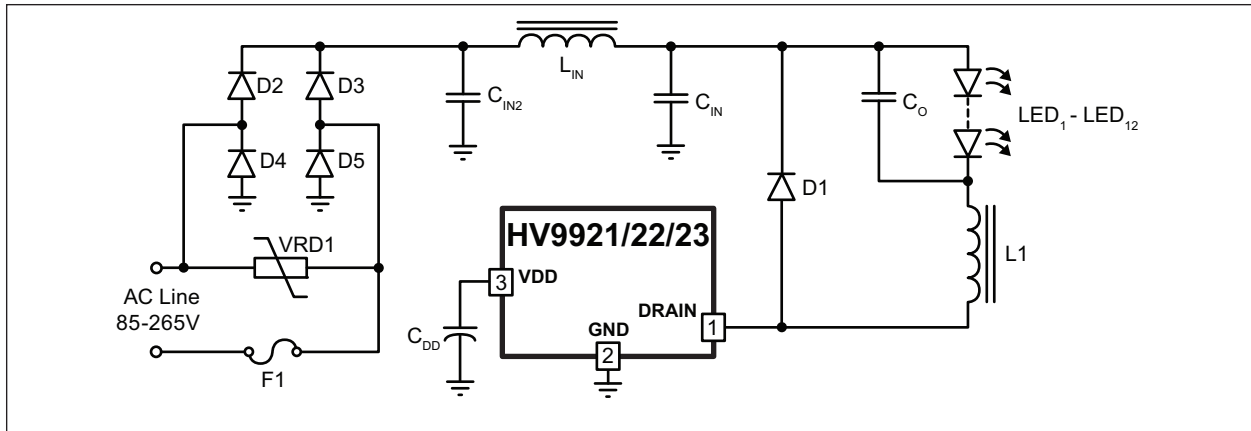 D2
D3
L_IN
C_IN2
C_IN
C_O
LED_1 - LED_12
D4
D5
D1
HV9921/22/23
VRD1
L1
3
VDD
AC Line
85-265V
DRAIN
1
C_DD
GND
2
F1